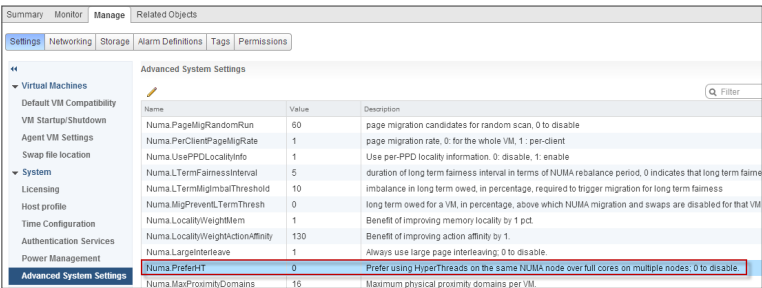 Summary Monitor Manage Related Objects
Settings Networking Storage Alarm Definitions Tags Permissions
Virtual Machines
Default VM Compatibility
VM Startup/Shutdown
Agent VM Settings
Swap file location
System
Licensing
Host profile
Time Configuration
Authentication Services
Power Management
Advanced System Settings
Advanced System Settings
Filter
Name Value Description
Numa.PageMigRandomRun 60 page migration candidates for random scan, 0 to disable
Numa.PerClientPageMigRate 1 page migration rate, 0: for the whole VM, 1 : per-client
Numa.UsePPDLocalityInfo 1 Use per-PPD locality information. 0: disable, 1: enable
Numa.LTermFairnessInterval 5 duration of long term fairness interval in terms of NUMA rebalance period, 0 indicates that long term fairne
Numa.LTermMigImbalThreshold 10 imbalance in long term owed, in percentage, required to trigger migration for long term fairness
Numa.MigPreventLTermThresh 0 long term owed for a VM, in percentage, above which NUMA migration and swaps are disabled for that VM
Numa.LocalityWeightMem 1 Benefit of improving memory locality by 1 pct.
Numa.LocalityWeightActionAffinity 130 Benefit of improving action affinity by 1.
Numa.LargeInterleave 1 Always use large page interleaving; 0 to disable.
Numa.PreferHT 0 Prefer using HyperThreads on the same NUMA node over full cores on multiple nodes; 0 to disable.
Numa.MaxProximityDomains 16 Maximum physical proximity domains per VM.